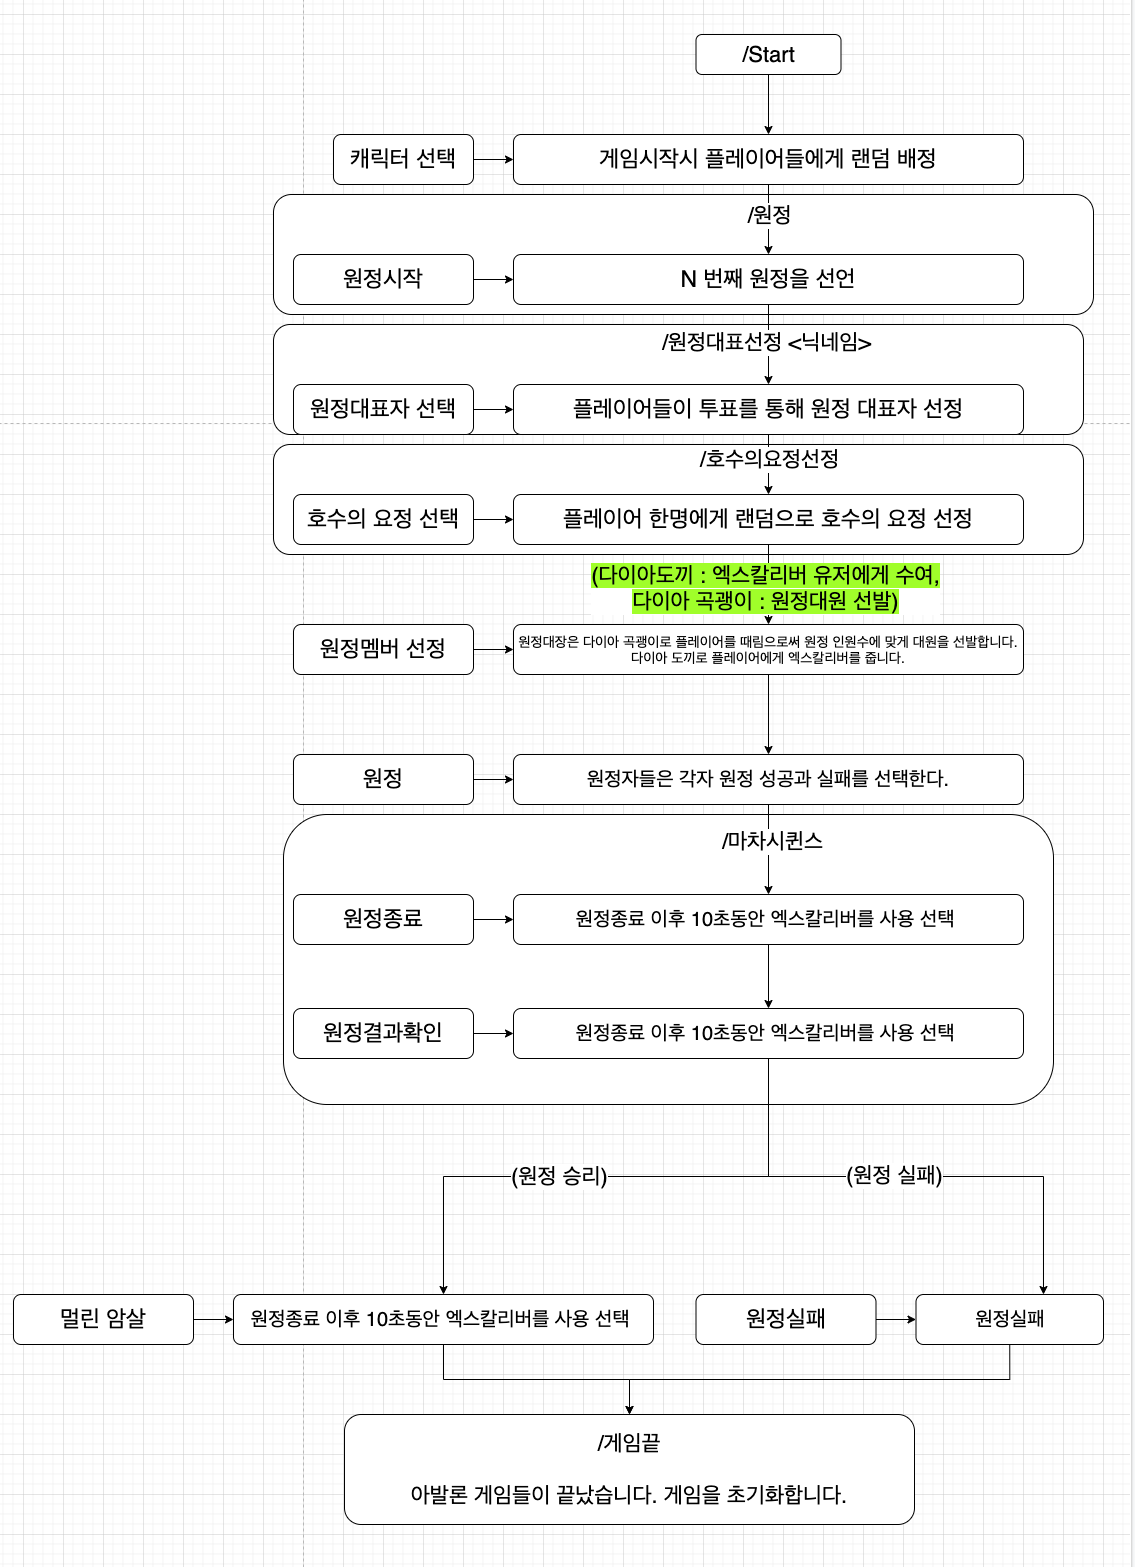 /Start
캐릭터 선택
게임시작시 플레이어들에게 랜덤 배정
/원정
원정시작
N 번째 원정을 선언
/원정대표선정 <닉네임>
원정대표자 선택
플레이어들이 투표를 통해 원정 대표자 선정
/호수의요정선정
호수의 요정 선택
플레이어 한명에게 랜덤으로 호수의 요정 선정
(다이아도끼 : 엑스칼리버 유저에게 수여,
다이아 곡괭이 : 원정대원 선발)
원정멤버 선정
원정대장은 다이아 곡괭이로 플레이어를 때림으로써 원정 인원수에 맞게 대원을 선발합니다.
다이아 도끼로 플레이어에게 엑스칼리버를 줍니다.
원정
원정자들은 각자 원정 성공과 실패를 선택한다.
/마차시퀀스
원정종료
원정종료 이후 10초동안 엑스칼리버를 사용 선택
원정결과확인
원정종료 이후 10초동안 엑스칼리버를 사용 선택
(원정 승리)
(원정 실패)
멀린 암살
원정종료 이후 10초동안 엑스칼리버를 사용 선택
원정실패
원정실패
/게임끝
아발론 게임들이 끝났습니다. 게임을 초기화합니다.